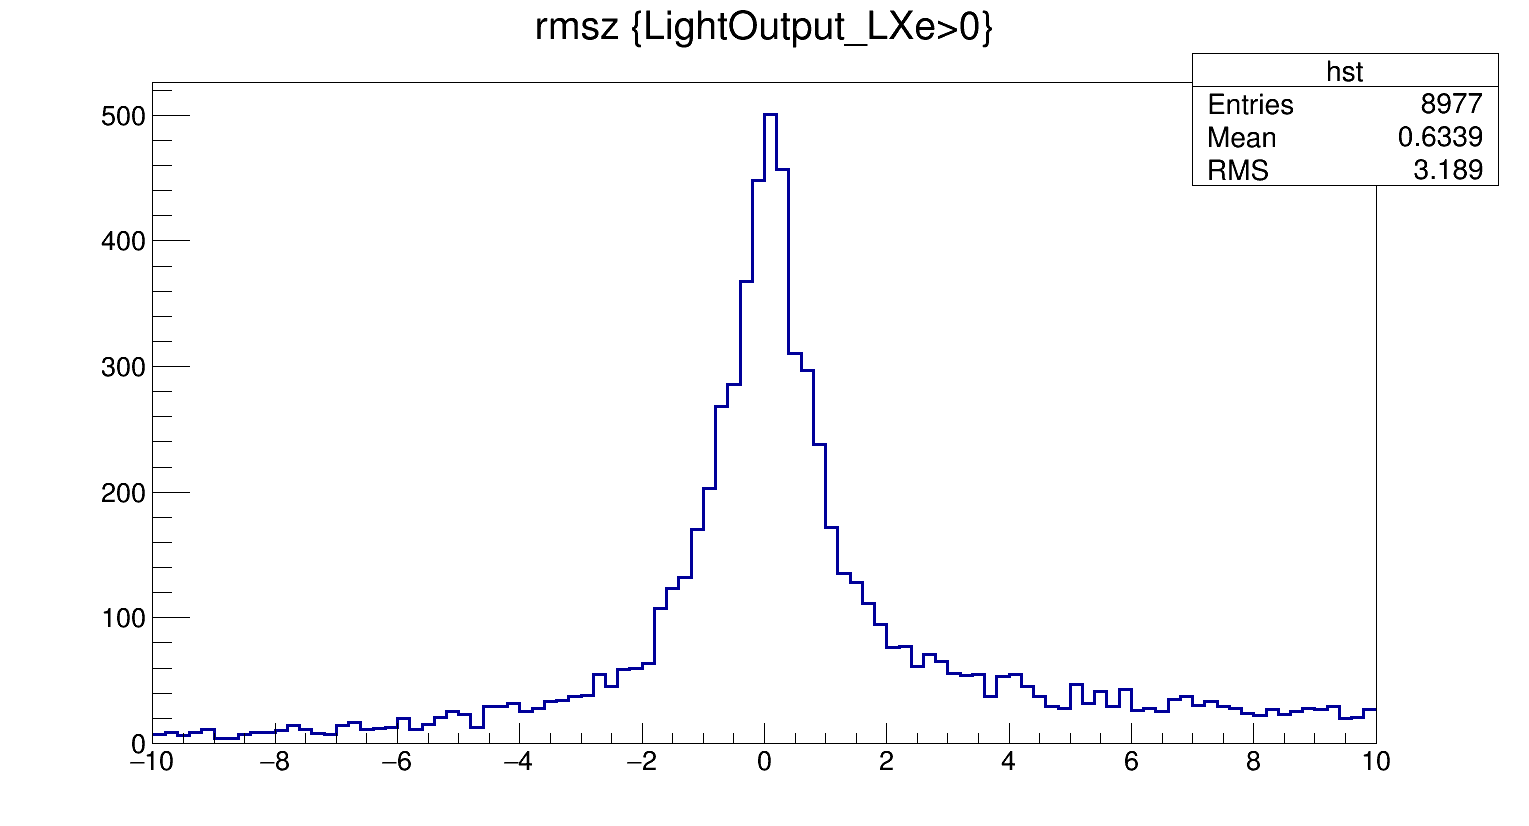 rmsz {LightOutput_LXe>0}
hst
Entries 8977
Mean 0.6339
RMS 3.189
500
400
300
200
100
0
−10 −8 −6 −4 −2 0 2 4 6 8 10